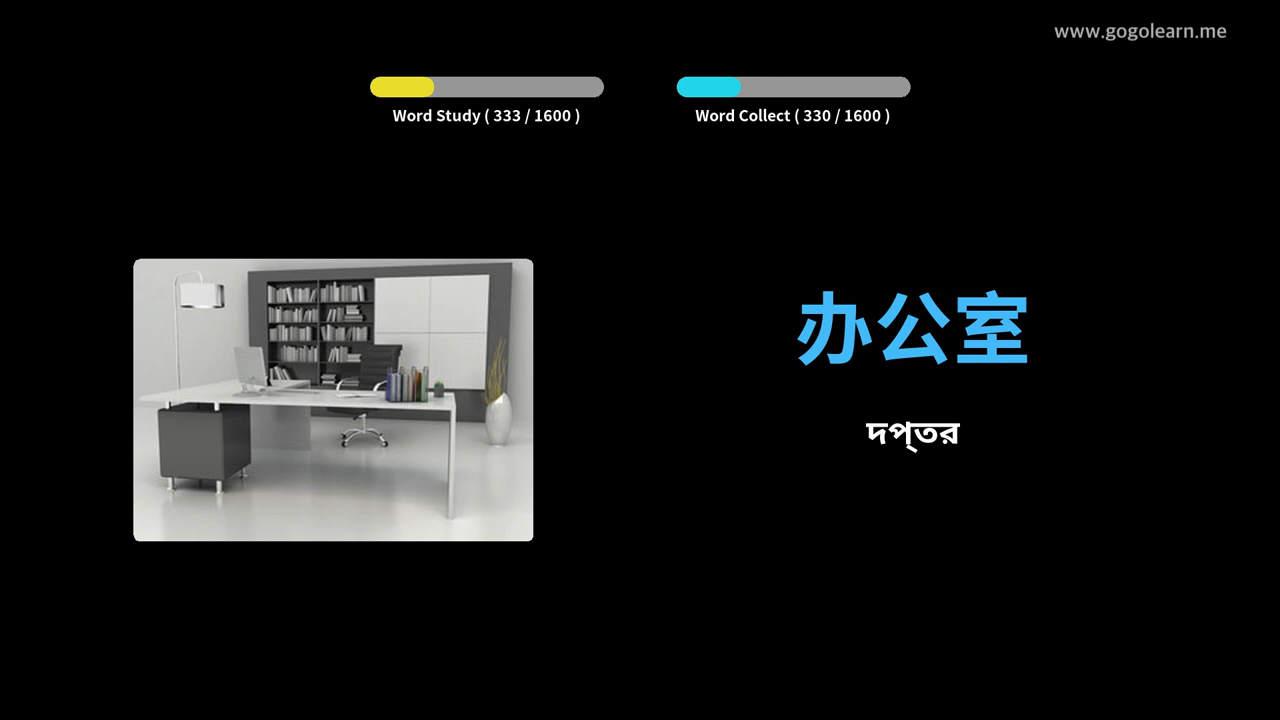 www.gogolearn.me
Word Study ( 333 / 1600 )
Word Collect ( 330 / 1600 )
办公室
দপ্তর